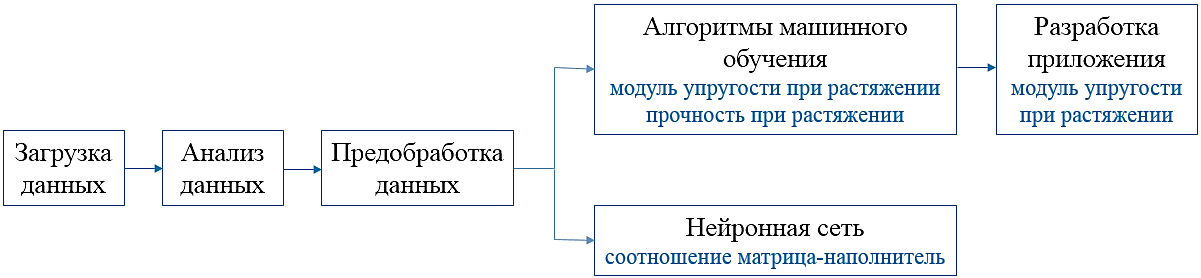 Загрузка
данных
Анализ
данных
Предобработка
данных
Алгоритмы машинного
обучения
модуль упругости при растяжении
прочность при растяжении
Разработка
приложения
модуль упругости
при растяжении
Нейронная сеть
соотношение матрица-наполнитель